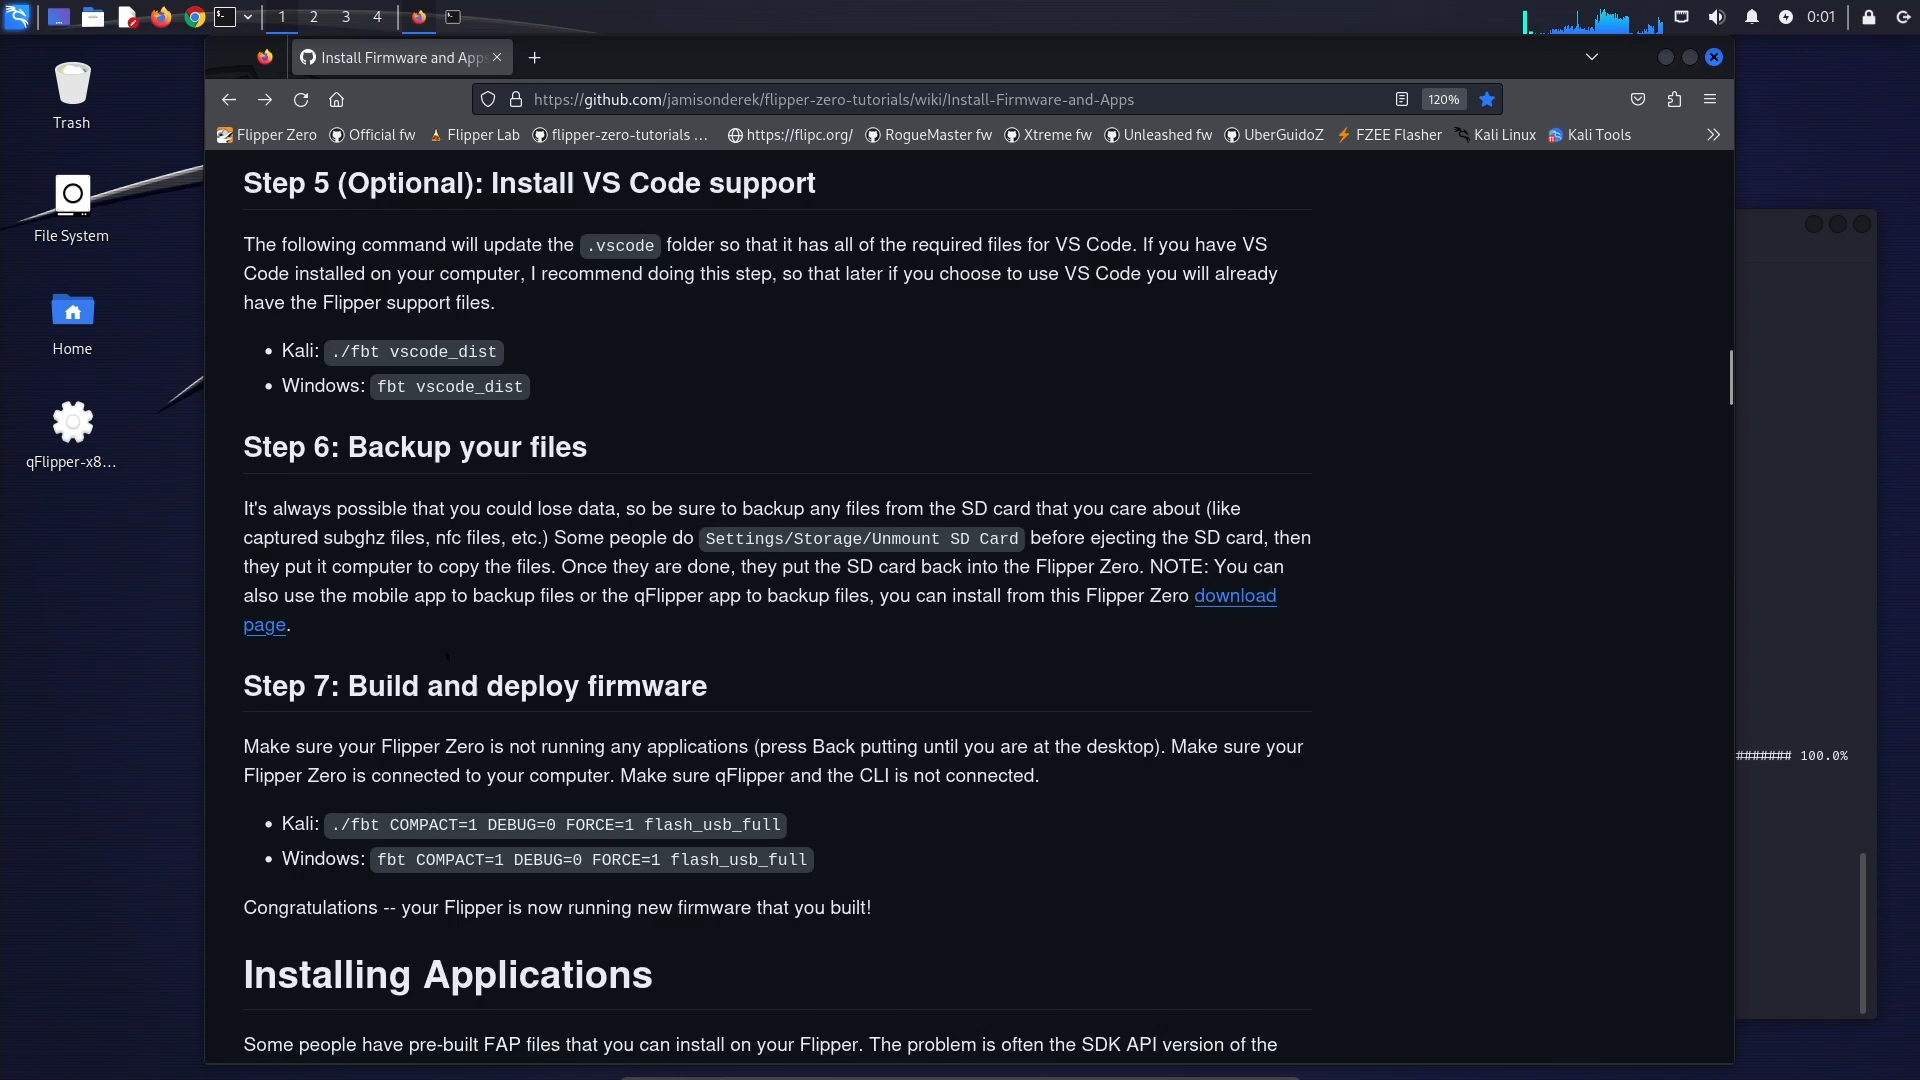 1 2 3 4
0:01
Trash
File System
Home
qFlipper-x8...
Install Firmware and Apps
https://github.com/jamisonderek/flipper-zero-tutorials/wiki/Install-Firmware-and-Apps
120%
Flipper Zero Official fw Flipper Lab flipper-zero-tutorials ... https://flipc.org/ RogueMaster fw Xtreme fw Unleashed fw UberGuidoZ FZEE Flasher Kali Linux Kali Tools
Step 5 (Optional): Install VS Code support
The following command will update the .vscode folder so that it has all of the required files for VS Code. If you have VS
Code installed on your computer, I recommend doing this step, so that later if you choose to use VS Code you will already
have the Flipper support files.
• Kali: ./fbt vscode_dist
• Windows: fbt vscode_dist
Step 6: Backup your files
It's always possible that you could lose data, so be sure to backup any files from the SD card that you care about (like
captured subghz files, nfc files, etc.) Some people do Settings/Storage/Unmount SD Card before ejecting the SD card, then
they put it computer to copy the files. Once they are done, they put the SD card back into the Flipper Zero. NOTE: You can
also use the mobile app to backup files or the qFlipper app to backup files, you can install from this Flipper Zero download
page.
Step 7: Build and deploy firmware
Make sure your Flipper Zero is not running any applications (press Back putting until you are at the desktop). Make sure your
Flipper Zero is connected to your computer. Make sure qFlipper and the CLI is not connected.
####### 100.0%
• Kali: ./fbt COMPACT=1 DEBUG=0 FORCE=1 flash_usb_full
• Windows: fbt COMPACT=1 DEBUG=0 FORCE=1 flash_usb_full
Congratulations -- your Flipper is now running new firmware that you built!
Installing Applications
Some people have pre-built FAP files that you can install on your Flipper. The problem is often the SDK API version of the